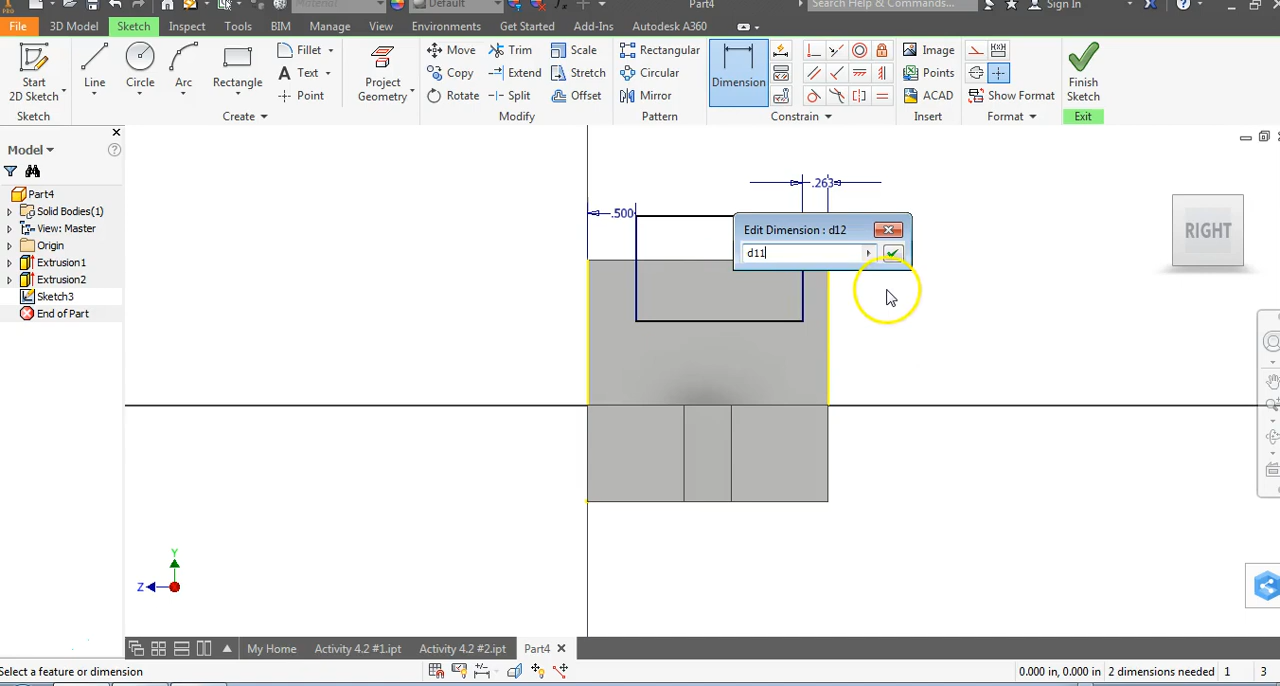 Material
Default
Part4
Search Help & Commands...
Sign In
File
3D Model
Sketch
Inspect
Tools
Manage
View
Environments
BIM
Get Started
Add-Ins
Autodesk A360
Start
2D Sketch
Line
Circle
Arc
Rectangle
Fillet
Text
Point
Project
Geometry
Move
Copy
Rotate
Trim
Extend
Split
Scale
Stretch
Offset
Rectangular
Circular
Mirror
Dimension
Image
Points
ACAD
Show Format
Finish
Sketch
Sketch
Create
Modify
Pattern
Constrain
Insert
Format
Exit
Model
Part4
Solid Bodies(1)
View: Master
Origin
Extrusion1
Extrusion2
Sketch3
End of Part
.263
.500
Edit Dimension : d12
d11
RIGHT
Y
Z
My Home
Activity 4.2 #1.ipt
Activity 4.2 #2.ipt
Part4
Select a feature or dimension
0.000 in, 0.000 in
2 dimensions needed
1
3